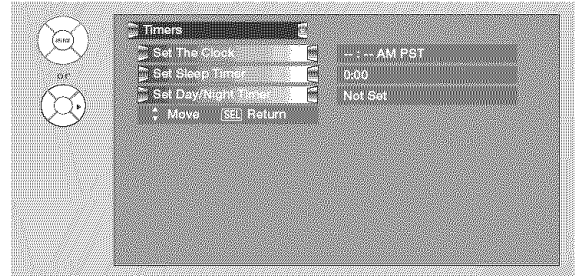 MENU
or
Timers
Set The Clock
-- : -- AM PST
Set Sleep Timer
0:00
Set Day/Night Timer
Not Set
Move SEL Return